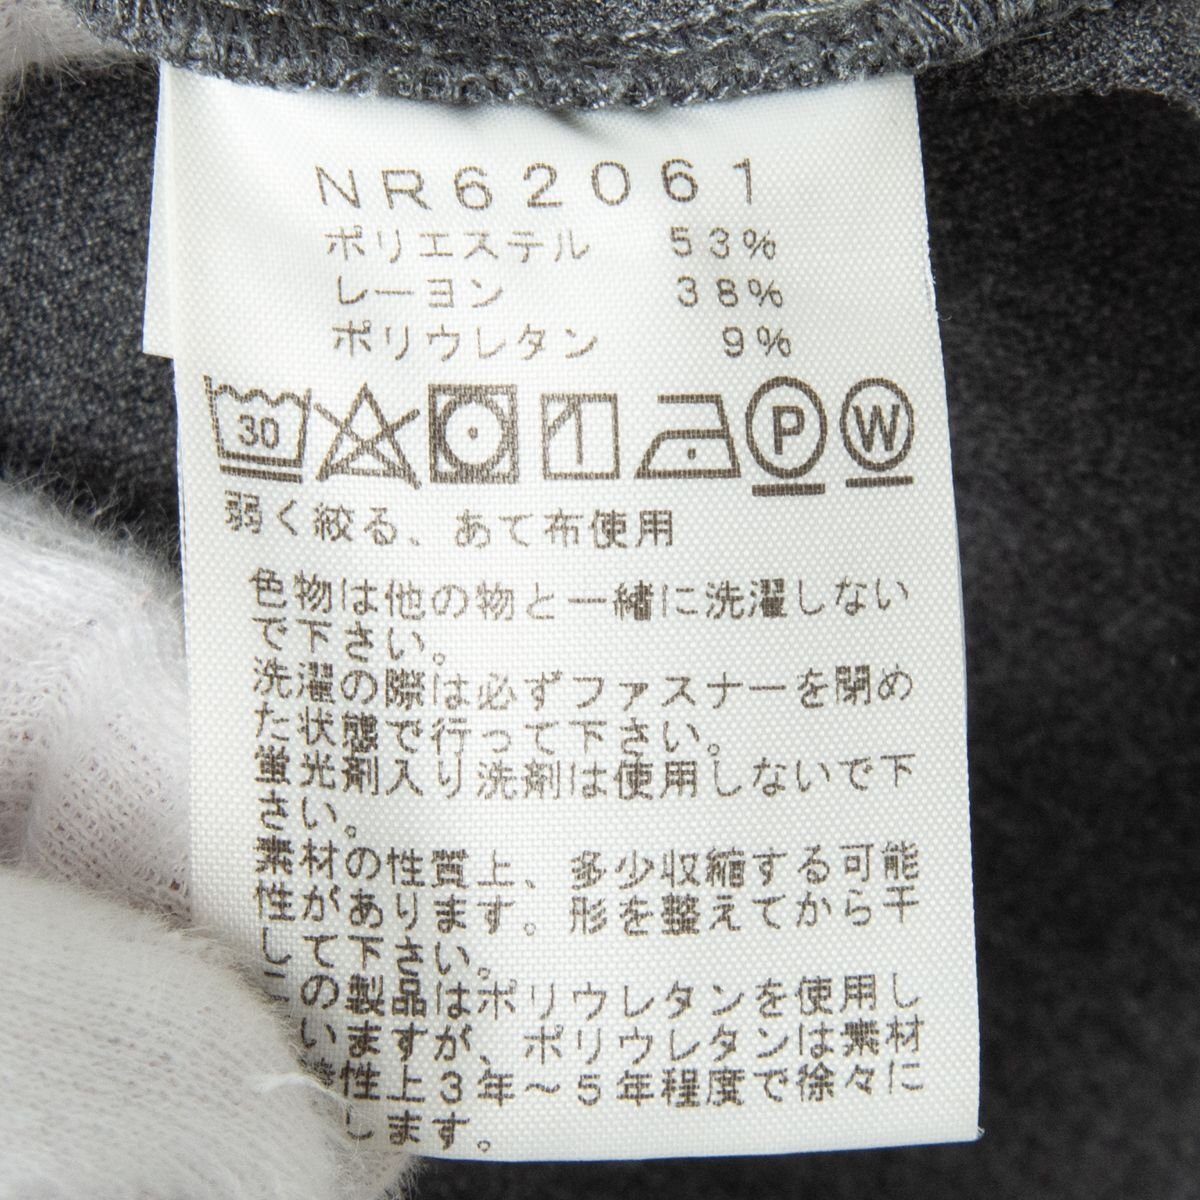 NR62061
ポリエステル 53%
レーヨン 38%
ポリウレタン 9%
30 P W
弱く絞る、あて布使用
色物は他の物と一緒に洗濯しない
で下さい。
洗濯の際は必ずファスナーを閉め
た状態で行って下さい。
蛍光剤入り洗剤は使用しないで下
さい。
素材の性質上、多少収縮する可能
性があります。形を整えてから干
して下さい。
この製品はポリウレタンを使用し
いますが、ポリウレタンは素材
性上3年～5年程度で徐々に
します。